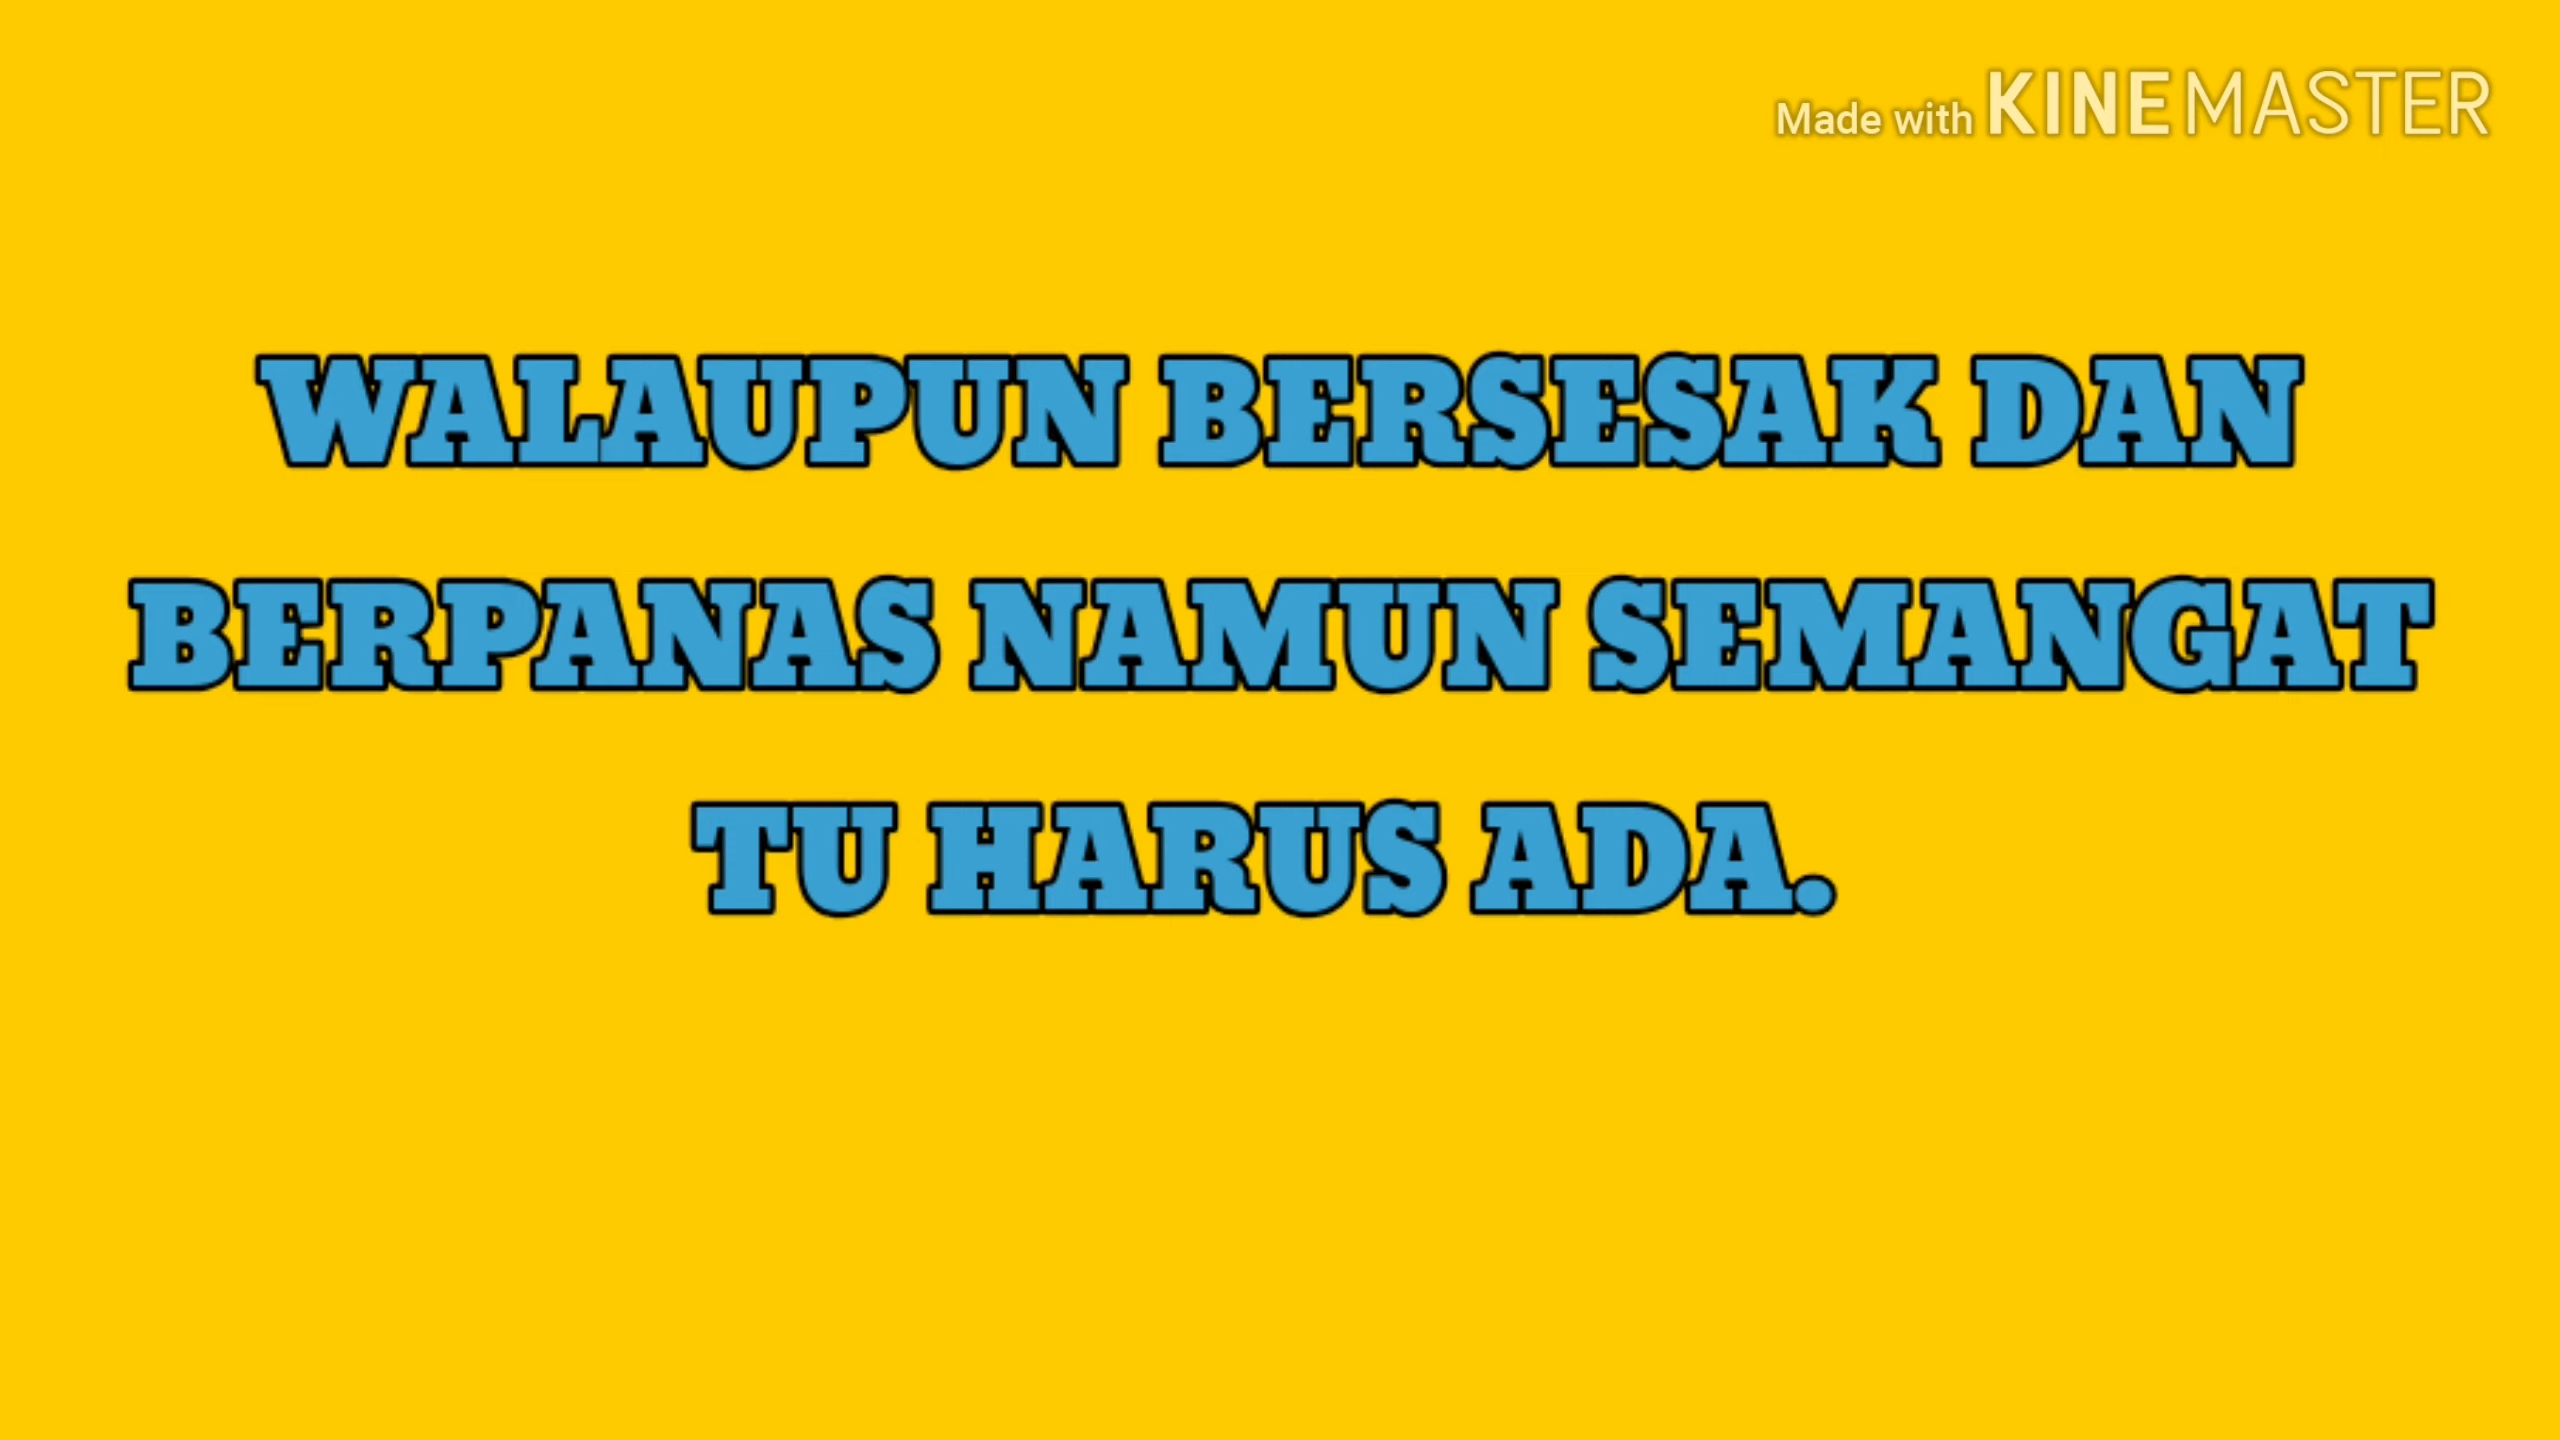 Made with KINEMASTER
WALAUPUN BERSESAK DAN
BERPANAS NAMUN SEMANGAT
TU HARUS ADA.